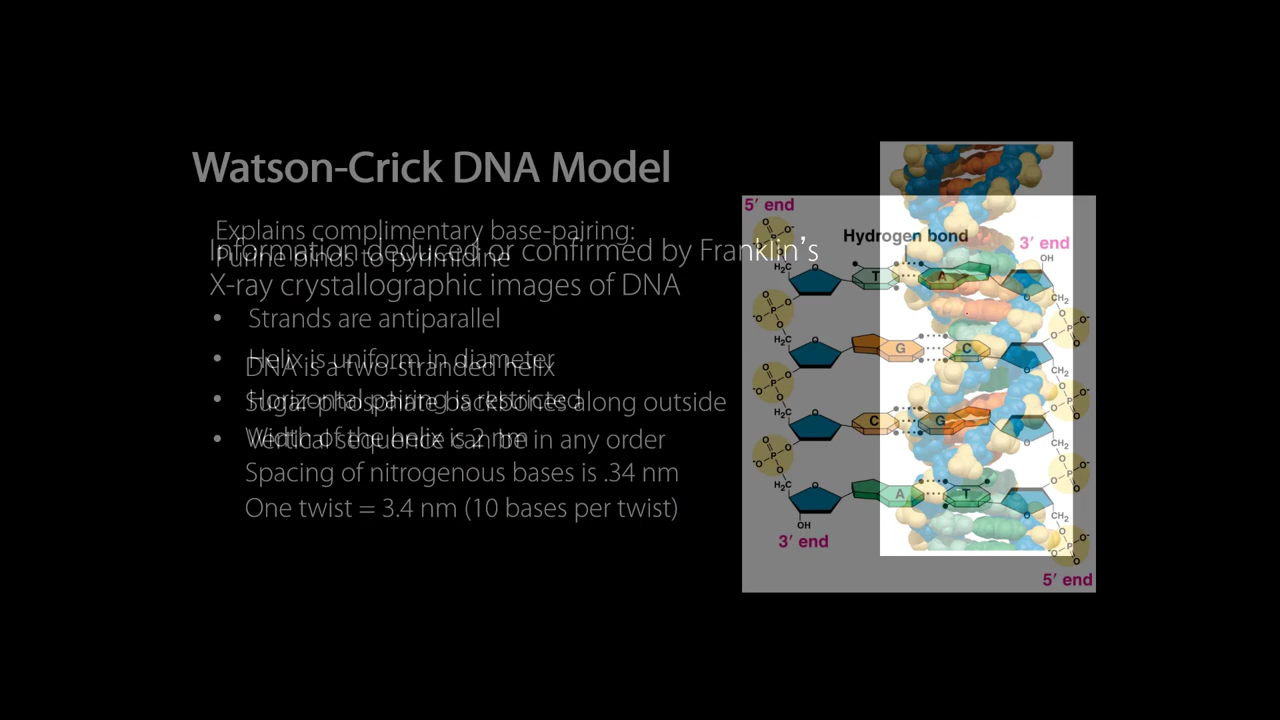 Watson-Crick DNA Model
Explains complimentary base-pairing:
Purine binds to pyrimidine
Information deduced or confirmed by Franklin's
X-ray crystallographic images of DNA
• Strands are antiparallel
• Helix is uniform in diameter
DNA is a two-stranded helix
• Horizontal pairing is restricted
Sugar-phosphate backbones along outside
• Vertical sequence can be in any order
Width of the helix is 2 nm
Spacing of nitrogenous bases is .34 nm
One twist = 3.4 nm (10 bases per twist)
5′ end
Hydrogen bond
3′ end
OH
T A
G C
C G
A T
OH
3′ end
5′ end